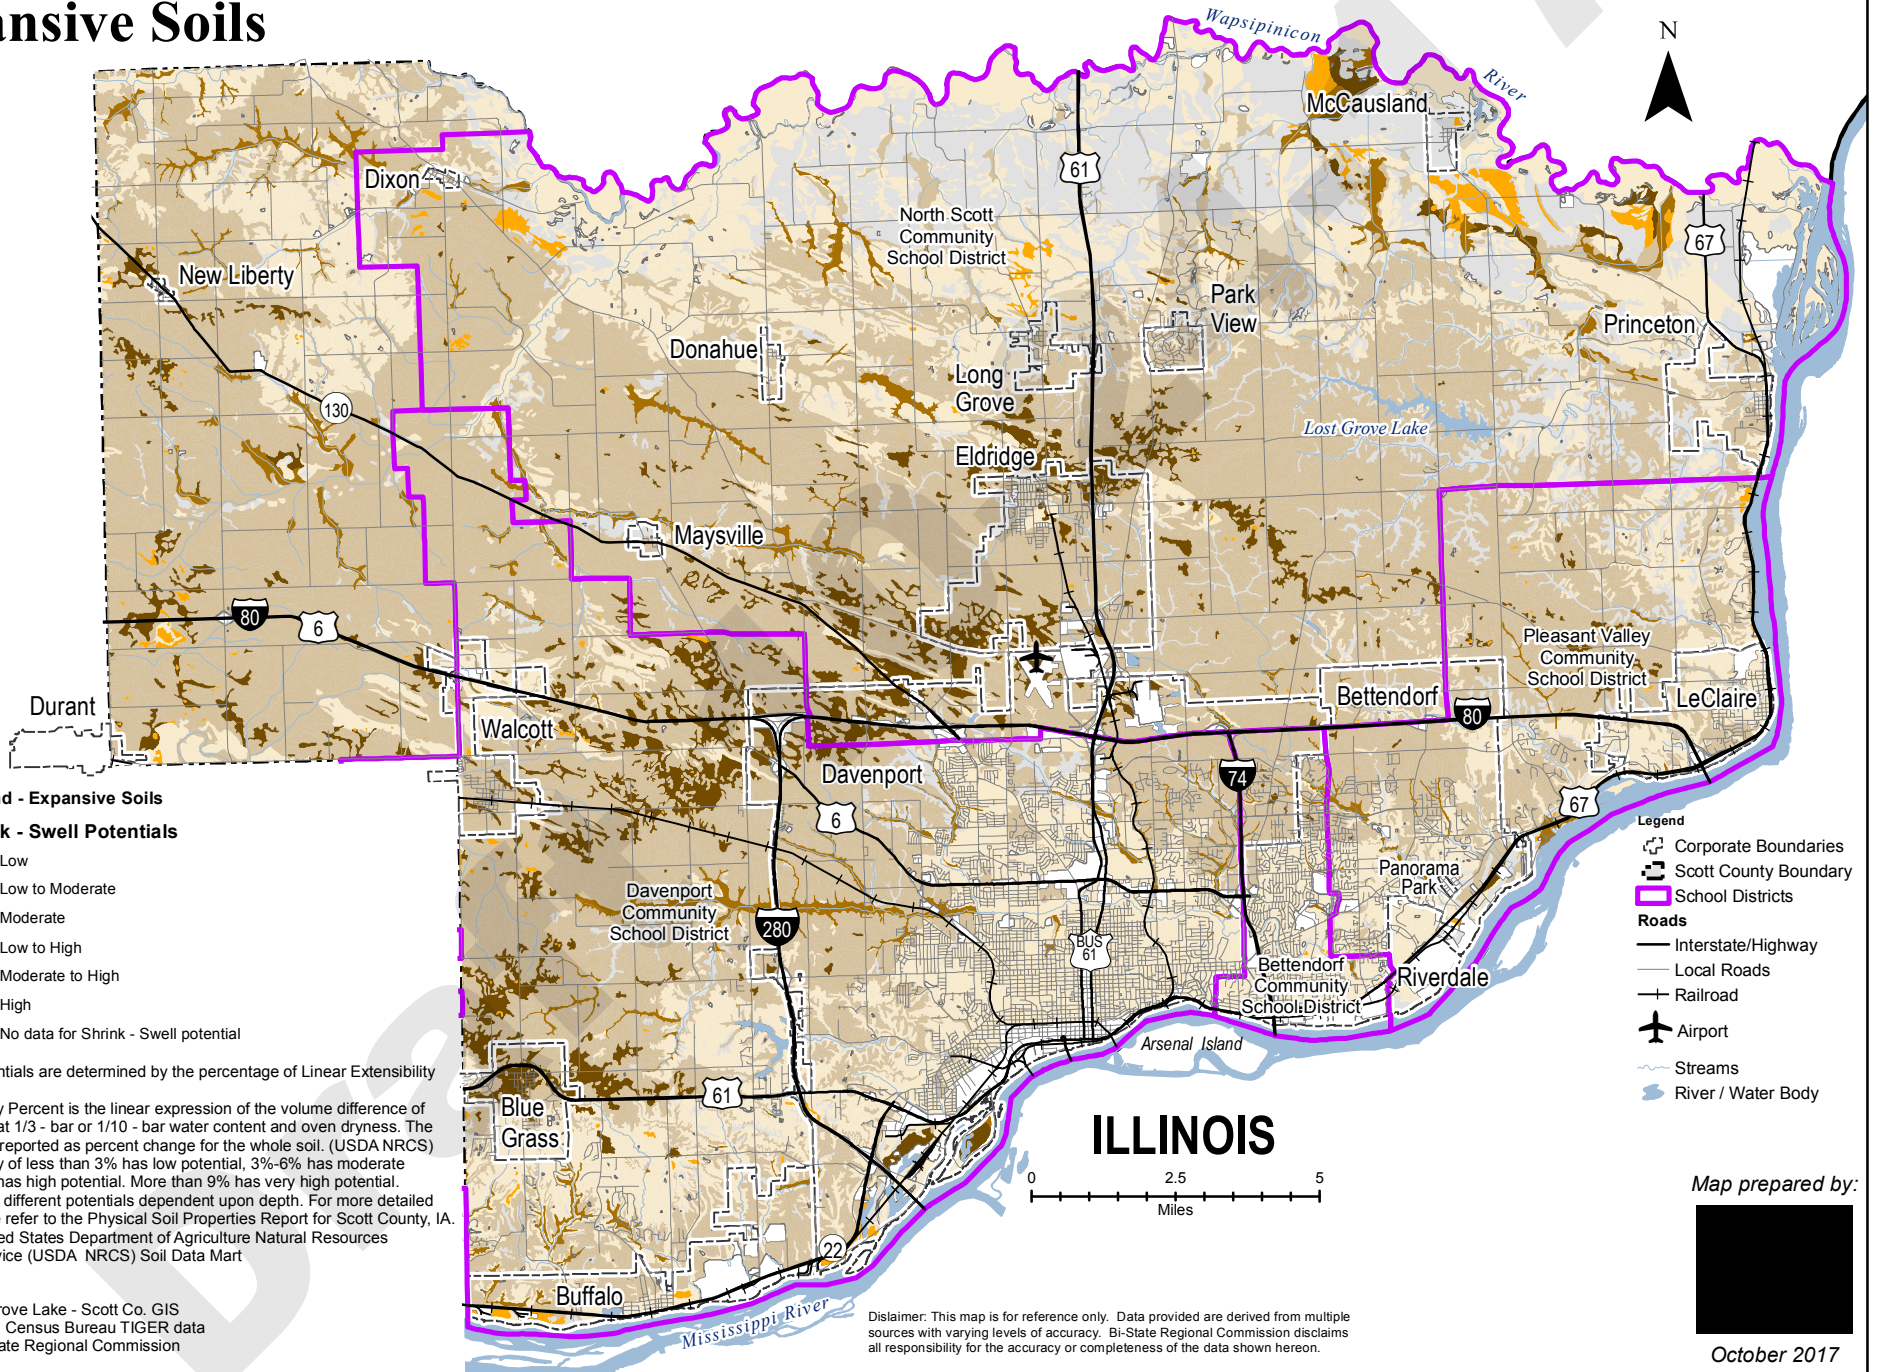 ansive Soils
N
Wapsipinicon
River
McCausland
61
Dixon
North Scott
Community
School District
67
New Liberty
Park
View
Princeton
Donahue
Long
Grove
130
Lost Grove Lake
Eldridge
Maysville
80
6
Pleasant Valley
Community
School District
Durant
Walcott
Bettendorf
80
LeClaire
Davenport
74
6
67
d - Expansive Soils
k - Swell Potentials
Low
Low to Moderate
Moderate
Low to High
Moderate to High
High
No data for Shrink - Swell potential
Legend
Corporate Boundaries
Scott County Boundary
School Districts
Roads
Interstate/Highway
Local Roads
Railroad
Airport
Streams
River / Water Body
Panorama
Park
Davenport
Community
School District
280
BUS
61
Bettendorf
Community
School District
Riverdale
Arsenal Island
ntials are determined by the percentage of Linear Extensibility
y Percent is the linear expression of the volume difference of
at 1/3 - bar or 1/10 - bar water content and oven dryness. The
reported as percent change for the whole soil. (USDA NRCS)
y of less than 3% has low potential, 3%-6% has moderate
has high potential. More than 9% has very high potential.
different potentials dependent upon depth. For more detailed
e refer to the Physical Soil Properties Report for Scott County, IA.
ed States Department of Agriculture Natural Resources
vice (USDA NRCS) Soil Data Mart
61
Blue
Grass
ILLINOIS
0 2.5 5
Miles
22
Buffalo
Mississippi River
rove Lake - Scott Co. GIS
Census Bureau TIGER data
ate Regional Commission
Dislaimer: This map is for reference only. Data provided are derived from multiple
sources with varying levels of accuracy. Bi-State Regional Commission disclaims
all responsibility for the accuracy or completeness of the data shown hereon.
Map prepared by:
October 2017